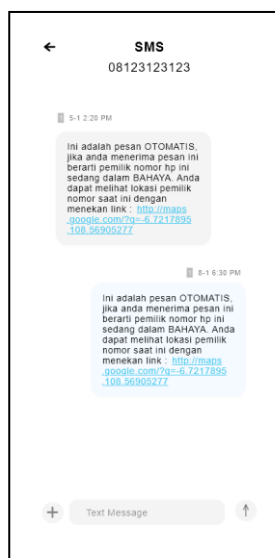 SMS
08123123123
5-1 2:20 PM
Ini adalah pesan OTOMATIS,
jika anda menerima pesan ini
berarti pemilik nomor hp ini
sedang dalam BAHAYA. Anda
dapat melihat lokasi pemilik
nomor saat ini dengan
menekan link : http://maps
.google.com/?q=-6.7217895
,108.56905277
8-1 6:30 PM
Ini adalah pesan OTOMATIS,
jika anda menerima pesan ini
berarti pemilik nomor hp ini
sedang dalam BAHAYA. Anda
dapat melihat lokasi pemilik
nomor saat ini dengan
menekan link : http://maps
.google.com/?q=-6.7217895
,108.56905277
Text Message